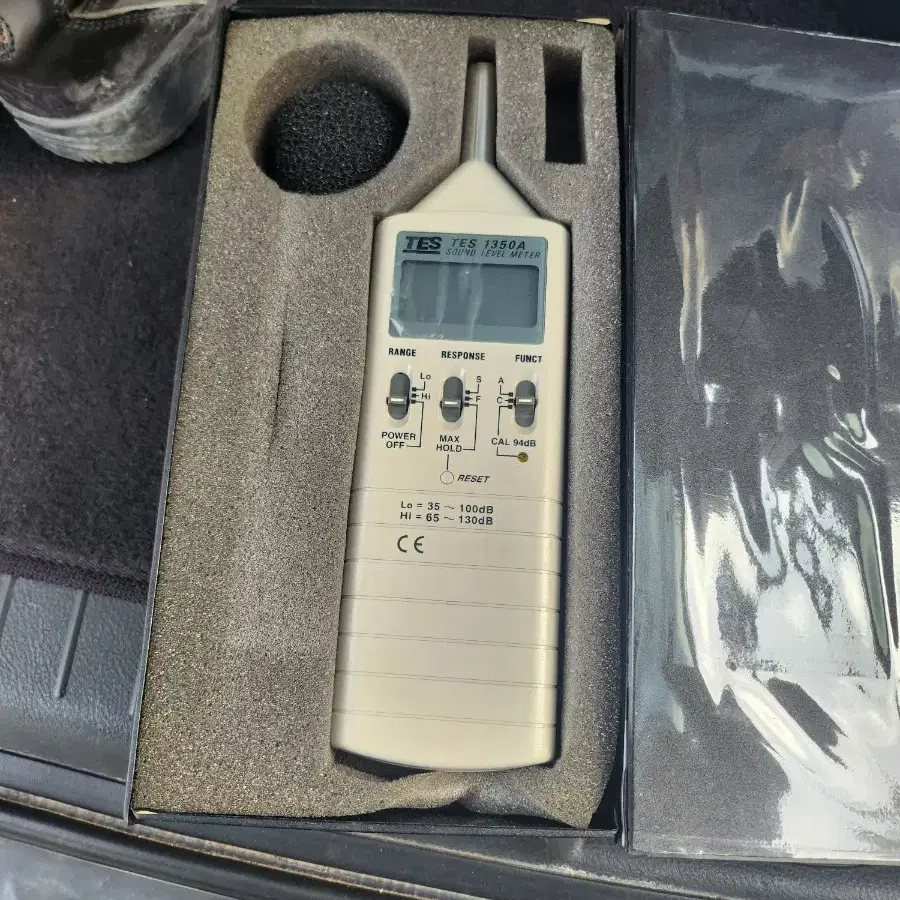 TES TES 1350A
SOUND LEVEL METER
RANGE RESPONSE FUNCT
Lo S A
Hi F C
POWER OFF
MAX HOLD
CAL 94dB
RESET
Lo = 35 ~ 100dB
Hi = 65 ~ 130dB
CE